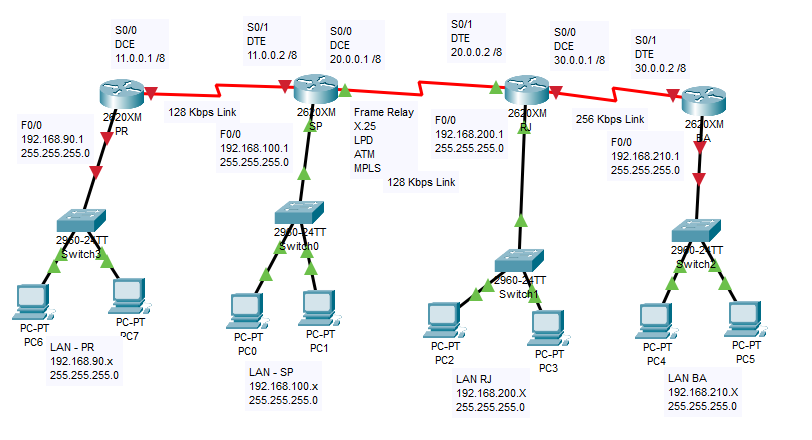 S0/0
DCE
11.0.0.1 /8
S0/1
DTE
11.0.0.2 /8
S0/0
DCE
20.0.0.1 /8
S0/1
DTE
20.0.0.2 /8
S0/0
DCE
30.0.0.1 /8
S0/1
DTE
30.0.0.2 /8
2620XM
PR
128 Kbps Link
2620XM
SP
Frame Relay
X.25
LPD
ATM
MPLS
128 Kbps Link
2620XM
RJ
256 Kbps Link
2620XM
BA
F0/0
192.168.90.1
255.255.255.0
F0/0
192.168.100.1
255.255.255.0
F0/0
192.168.200.1
255.255.255.0
F0/0
192.168.210.1
255.255.255.0
2960-24TT
Switch3
2960-24TT
Switch0
2960-24TT
Switch1
2960-24TT
Switch2
PC-PT
PC6
PC-PT
PC7
PC-PT
PC0
PC-PT
PC1
PC-PT
PC2
PC-PT
PC3
PC-PT
PC4
PC-PT
PC5
LAN - PR
192.168.90.x
255.255.255.0
LAN - SP
192.168.100.x
255.255.255.0
LAN RJ
192.168.200.X
255.255.255.0
LAN BA
192.168.210.X
255.255.255.0